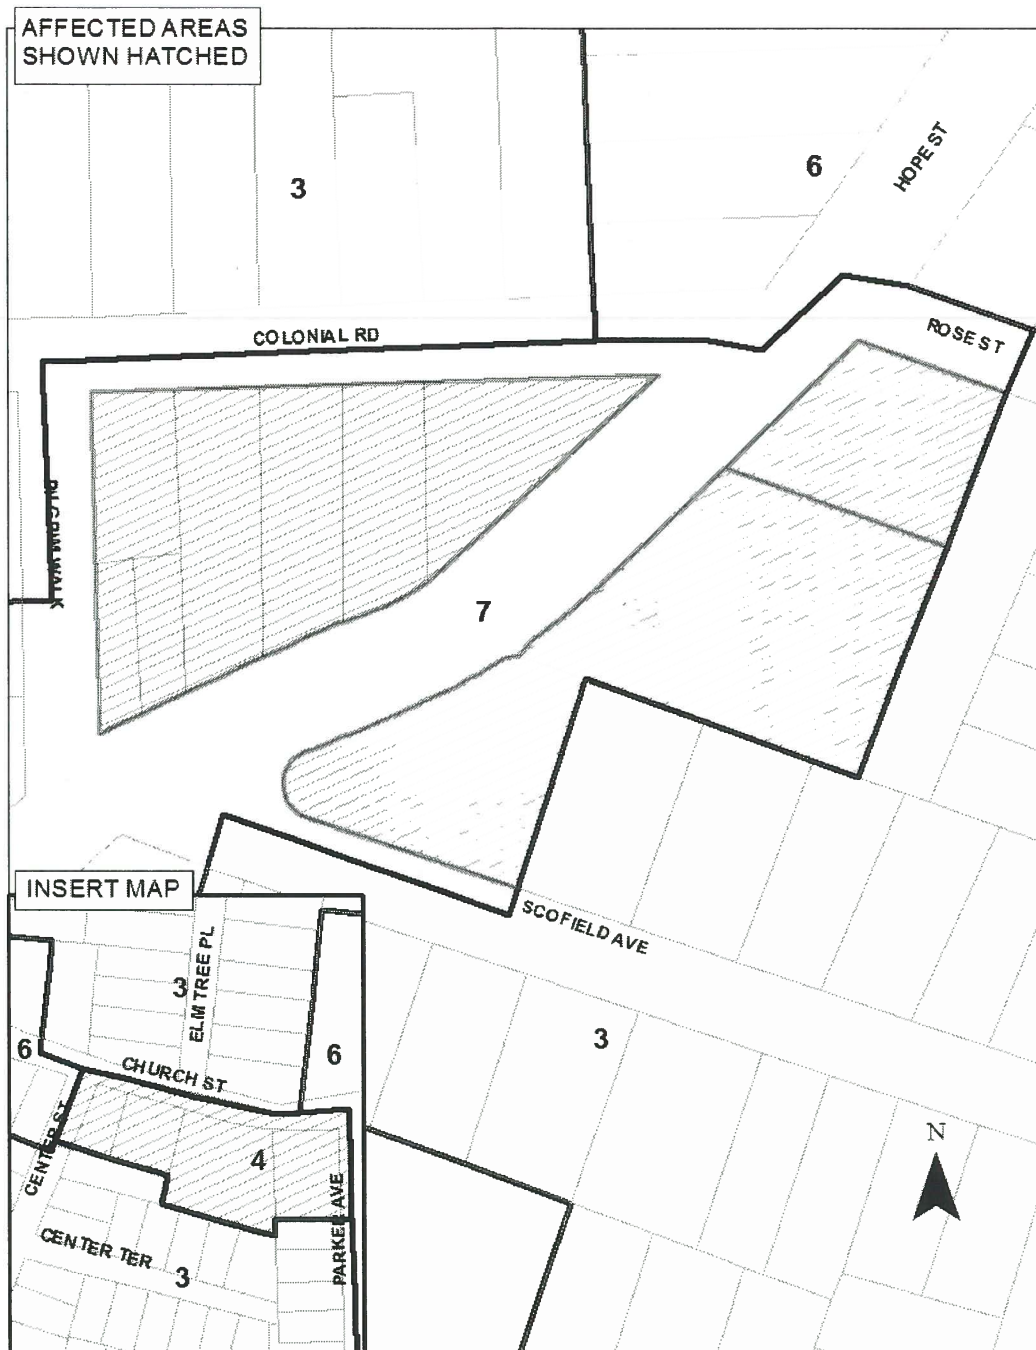 AFFECTED AREAS
SHOWN HATCHED
3
6
HOPE ST
ROSE ST
COLONIAL RD
PILGRIM WALK
7
INSERT MAP
SCOFIELD AVE
3
ELM TREE PL
3
6
6
CHURCH ST
CENTER ST
4
PARKER AVE
CENTER TER
3
N